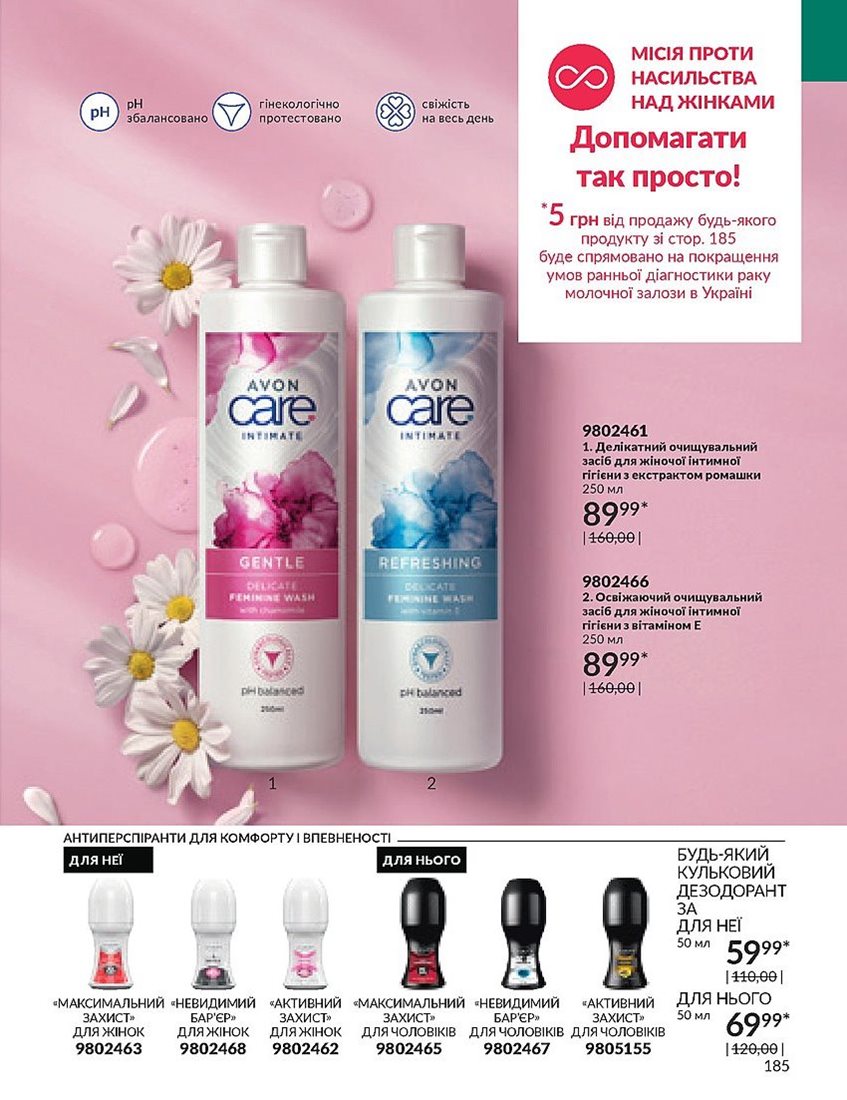 pH
pH
збалансовано
гінекологічно
протестовано
свіжість
на весь день
МІСІЯ ПРОТИ
НАСИЛЬСТВА
НАД ЖІНКАМИ
Допомагати
так просто!
*5 грн від продажу будь-якого
продукту зі стор. 185
буде спрямовано на покращення
умов ранньої діагностики раку
молочної залози в Україні
AVON
care
INTIMATE
GENTLE
DELICATE
FEMININE WASH
with chamomile
pH balanced
250ml
1
AVON
care
INTIMATE
REFRESHING
DELICATE
FEMININE WASH
with vitamin E
pH balanced
250ml
2
9802461
1. Делікатний очищувальний
засіб для жіночої інтимної
гігієни з екстрактом ромашки
250 мл
89⁹⁹*
|160,00|
9802466
2. Освіжаючий очищувальний
засіб для жіночої інтимної
гігієни з вітаміном Е
250 мл
89⁹⁹*
|160,00|
АНТИПЕРСПІРАНТИ ДЛЯ КОМФОРТУ І ВПЕВНЕНОСТІ
ДЛЯ НЕЇ
ДЛЯ НЬОГО
«МАКСИМАЛЬНИЙ
ЗАХИСТ»
ДЛЯ ЖІНОК
9802463
«НЕВИДИМИЙ
БАР'ЄР»
ДЛЯ ЖІНОК
9802468
«АКТИВНИЙ
ЗАХИСТ»
ДЛЯ ЖІНОК
9802462
«МАКСИМАЛЬНИЙ
ЗАХИСТ»
ДЛЯ ЧОЛОВІКІВ
9802465
«НЕВИДИМИЙ
БАР'ЄР»
ДЛЯ ЧОЛОВІКІВ
9802467
«АКТИВНИЙ
ЗАХИСТ»
ДЛЯ ЧОЛОВІКІВ
9805155
БУДЬ-ЯКИЙ
КУЛЬКОВИЙ
ДЕЗОДОРАНТ
ЗА
ДЛЯ НЕЇ
50 мл
59⁹⁹*
|110,00|
ДЛЯ НЬОГО
50 мл
69⁹⁹*
|120,00|
185